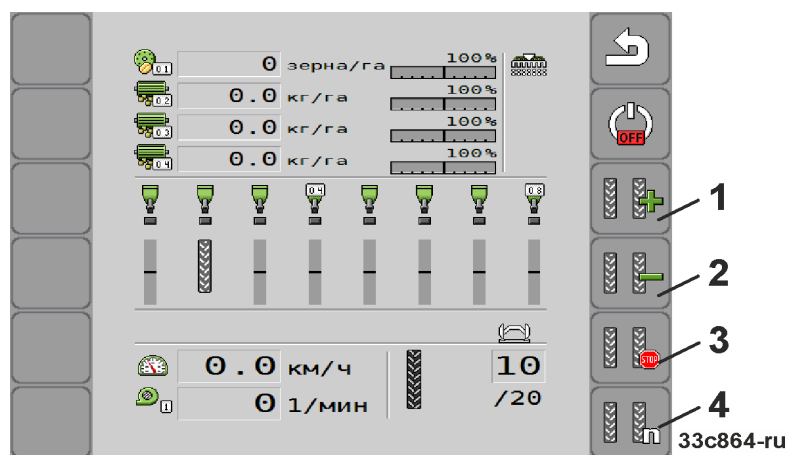 01 0 зерна/га 100%
02 0.0 кг/га 100%
03 0.0 кг/га 100%
04 0.0 кг/га 100%
04 08
0.0 км/ч 10
1 0 1/мин /20
OFF
1
2
STOP 3
n 4
33c864-ru